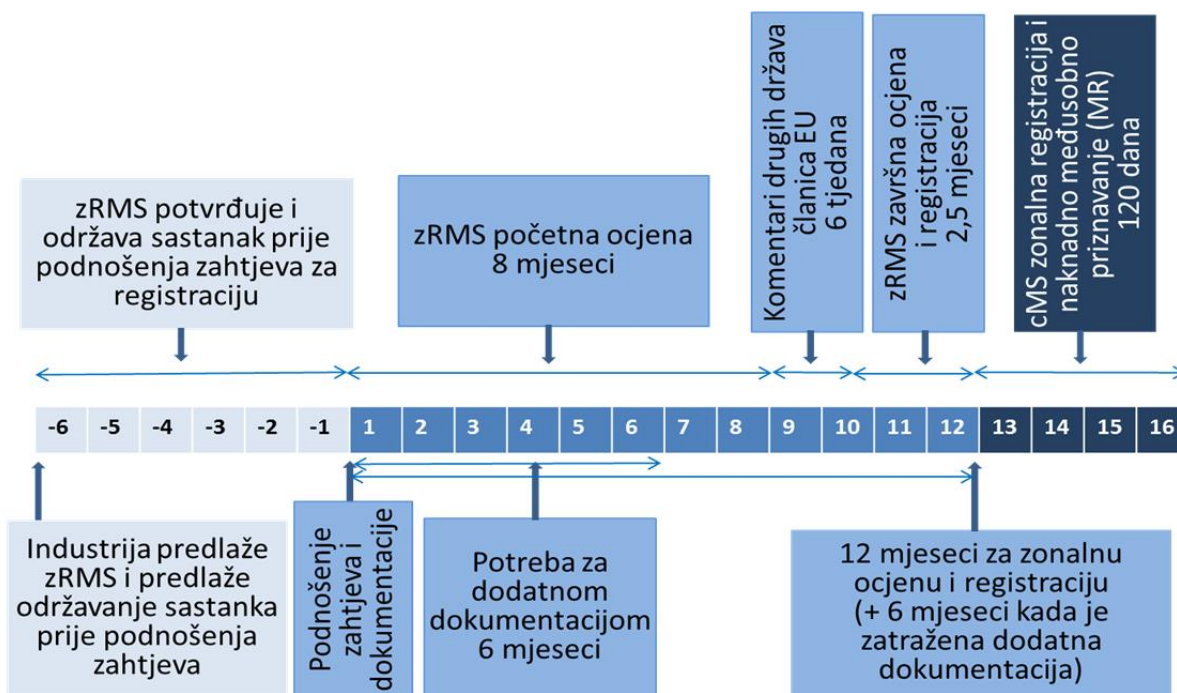 zRMS potvrđuje i
održava sastanak prije
podnošenja zahtjeva za
registraciju
zRMS početna ocjena
8 mjeseci
Komentari drugih država
članica EU
6 tjedana
zRMS završna ocjena
i registracija
2,5 mjeseci
cMS zonalna registracija i
naknadno međusobno
priznavanje (MR)
120 dana
-6 -5 -4 -3 -2 -1 1 2 3 4 5 6 7 8 9 10 11 12 13 14 15 16
Industrija predlaže
zRMS i predlaže
održavanje sastanka
prije podnošenja
zahtjeva
Podnošenje
zahtjeva i
dokumentacije
Potreba za
dodatnom
dokumentacijom
6 mjeseci
12 mjeseci za zonalnu
ocjenu i registraciju
(+ 6 mjeseci kada je
zatražena dodatna
dokumentacija)